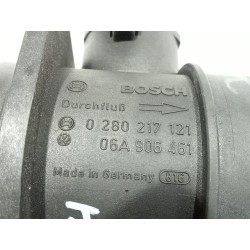 BOSCH
Durchfluß
0 280 217 121
06A 906 461
Made in Germany